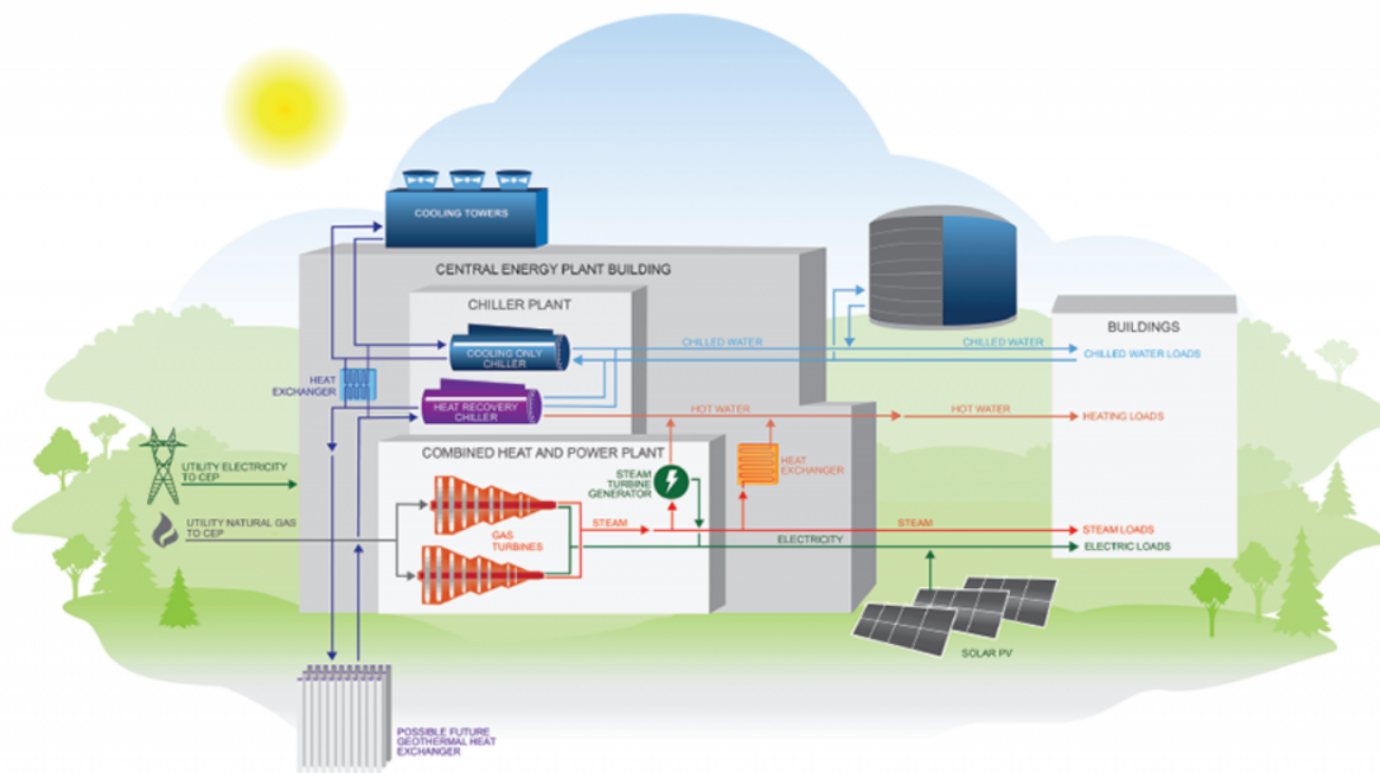 COOLING TOWERS
CENTRAL ENERGY PLANT BUILDING
CHILLER PLANT
BUILDINGS
COOLING ONLY
CHILLER
CHILLED WATER
CHILLED WATER
CHILLED WATER LOADS
HEAT
EXCHANGER
HEAT RECOVERY
CHILLER
HOT WATER
HOT WATER
HEATING LOADS
COMBINED HEAT AND POWER PLANT
UTILITY ELECTRICITY
TO CEP
STEAM
TURBINE
GENERATOR
HEAT
EXCHANGER
UTILITY NATURAL GAS
TO CEP
GAS
TURBINES
STEAM
STEAM
STEAM LOADS
ELECTRICITY
ELECTRIC LOADS
SOLAR PV
POSSIBLE FUTURE
GEOTHERMAL HEAT
EXCHANGER